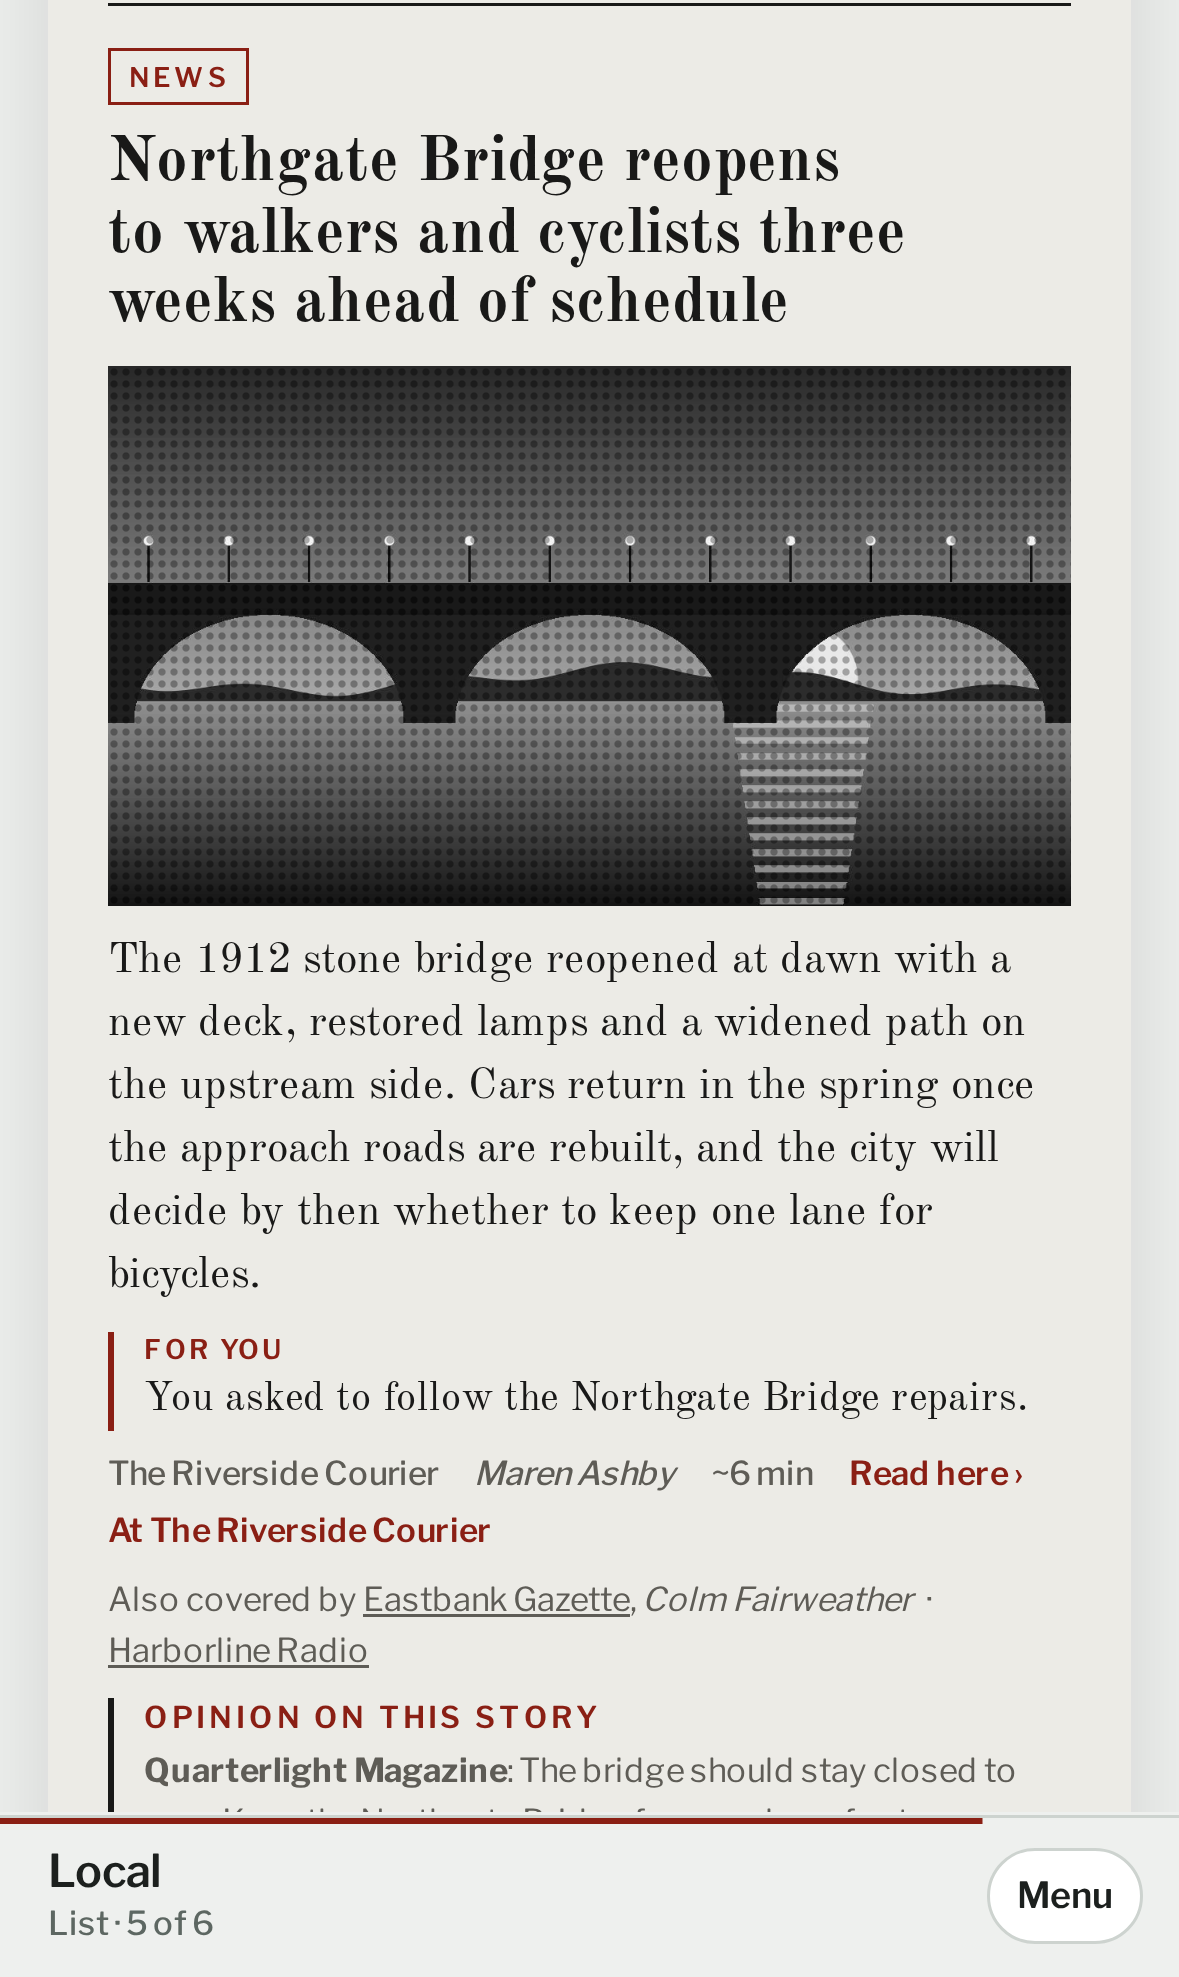 NEWS
Northgate Bridge reopens
to walkers and cyclists three
weeks ahead of schedule
The 1912 stone bridge reopened at dawn with a
new deck, restored lamps and a widened path on
the upstream side. Cars return in the spring once
the approach roads are rebuilt, and the city will
decide by then whether to keep one lane for
bicycles.
FOR YOU
You asked to follow the Northgate Bridge repairs.
The Riverside Courier Maren Ashby ~6 min Read here ›
At The Riverside Courier
Also covered by Eastbank Gazette, Colm Fairweather ·
Harborline Radio
OPINION ON THIS STORY
Quarterlight Magazine: The bridge should stay closed to
Local
List · 5 of 6
Menu